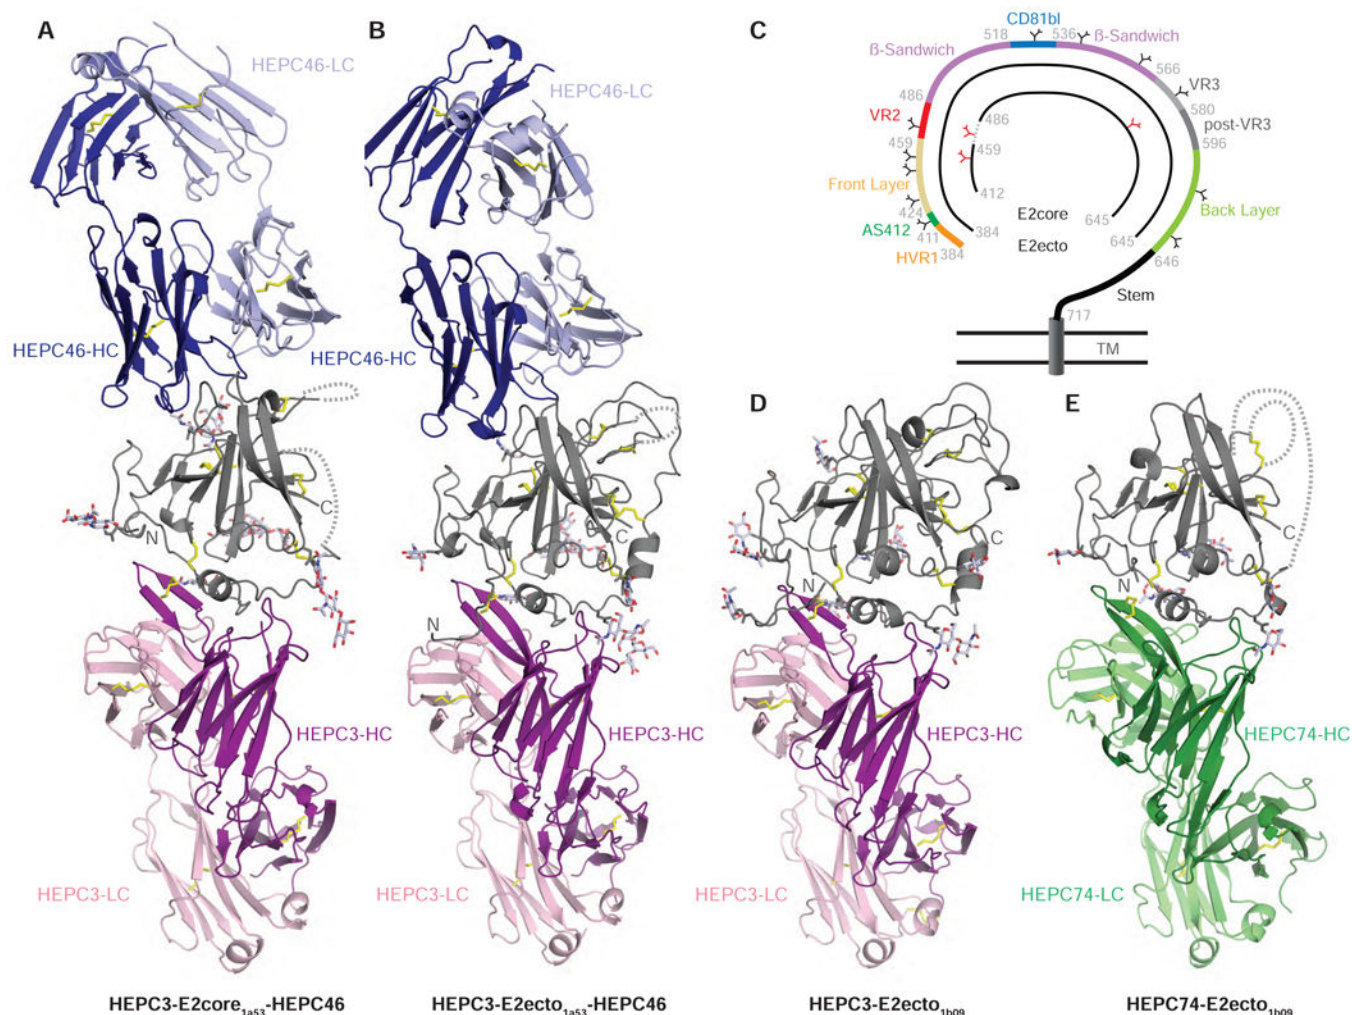 A
HEPC46-LC
HEPC46-HC
N
C
HEPC3-HC
HEPC3-LC
HEPC3-E2core1a53-HEPC46
B
HEPC46-LC
HEPC46-HC
C
N
HEPC3-HC
HEPC3-LC
HEPC3-E2ecto1a53-HEPC46
C
CD81bl
518
536
ß-Sandwich
ß-Sandwich
566
VR3
580
post-VR3
596
486
VR2
459
486
459
Front Layer
412
424
AS412
411
384
HVR1
384
E2core
645
E2ecto
645
Back Layer
646
Stem
717
TM
D
N
C
HEPC3-HC
HEPC3-LC
HEPC3-E2ecto1b09
E
C
N
HEPC74-HC
HEPC74-LC
HEPC74-E2ecto1b09